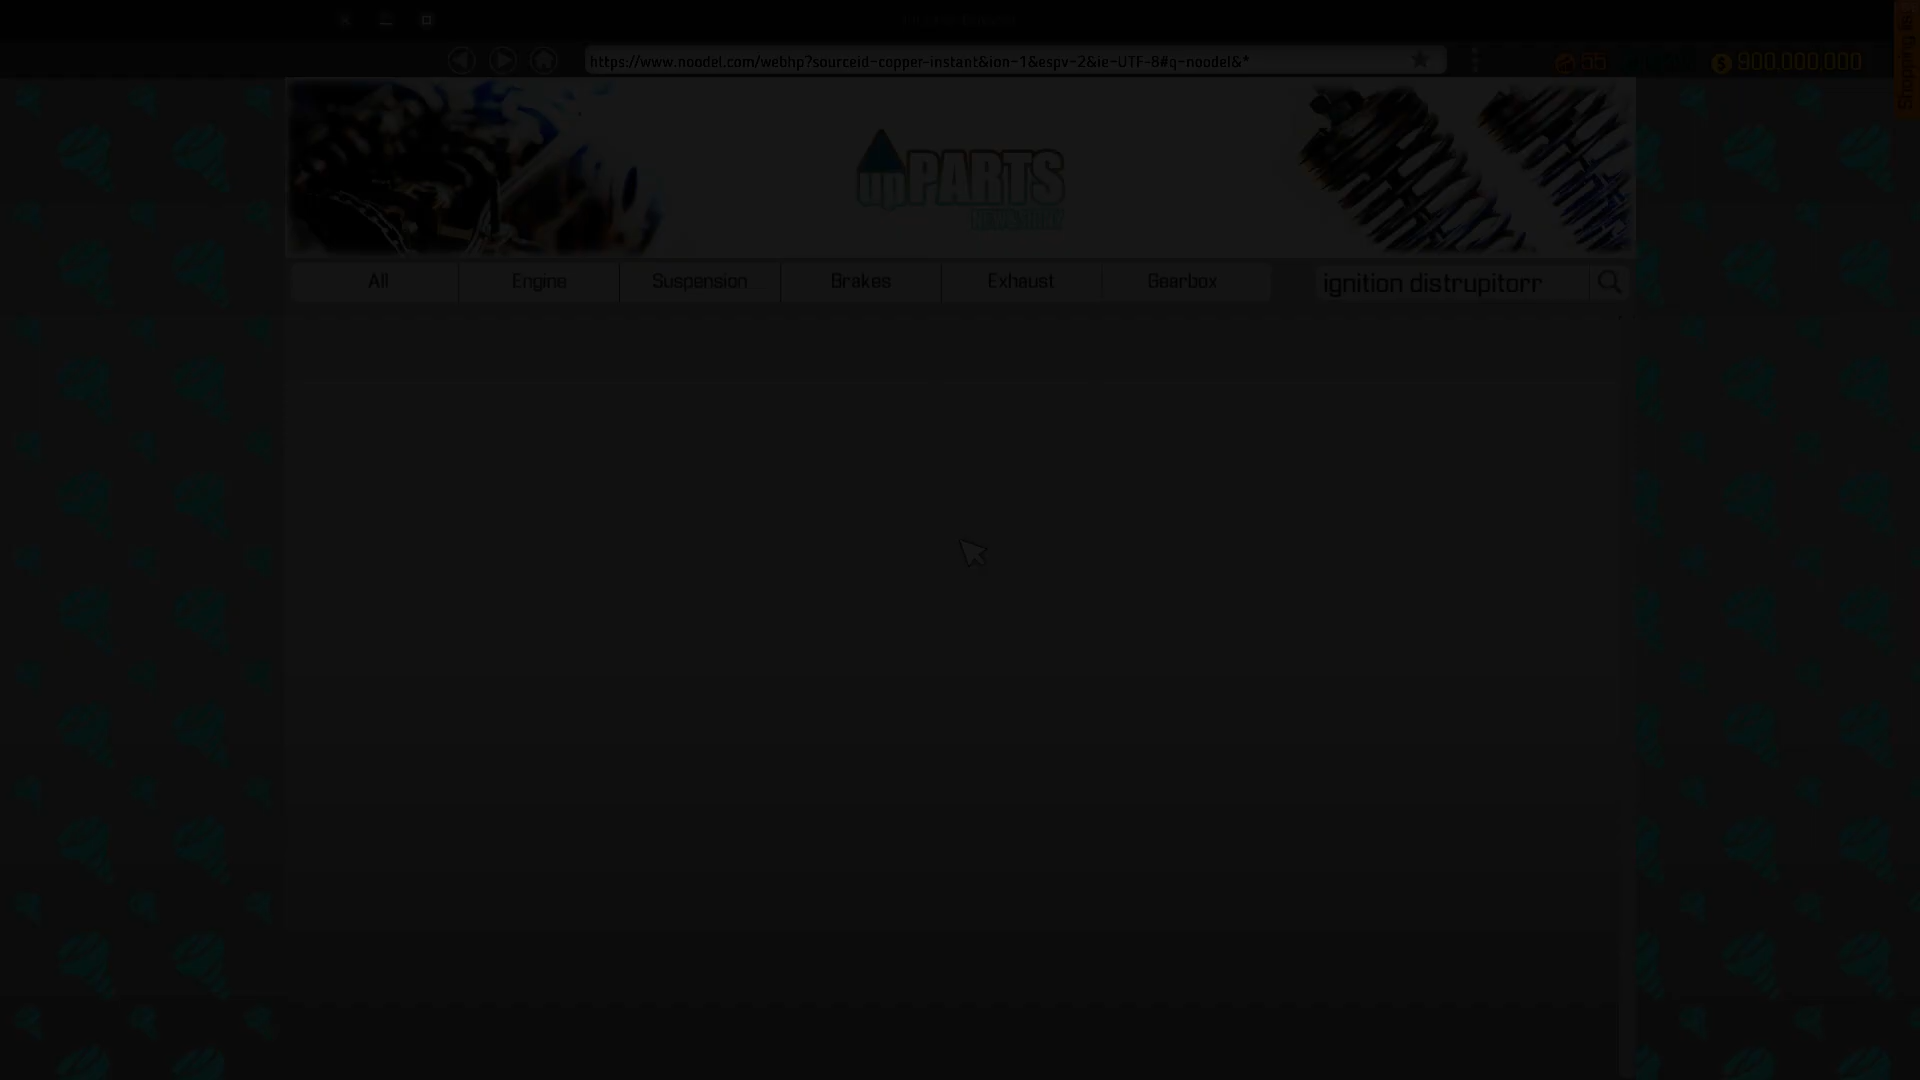 https://www.noodel.com/webhp?sourceid-copper-instant&ion-1&espv-2&ie-UTF-8#q-noodel&*
55
900,000,000
upPARTS
All
Engine
Suspension
Brakes
Exhaust
Gearbox
ignition distrupitorr